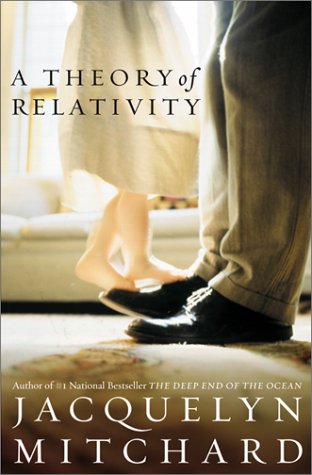 A THEORY of
RELATIVITY
Author of #1 National Bestseller THE DEEP END OF THE OCEAN
JACQUELYN
MITCHARD